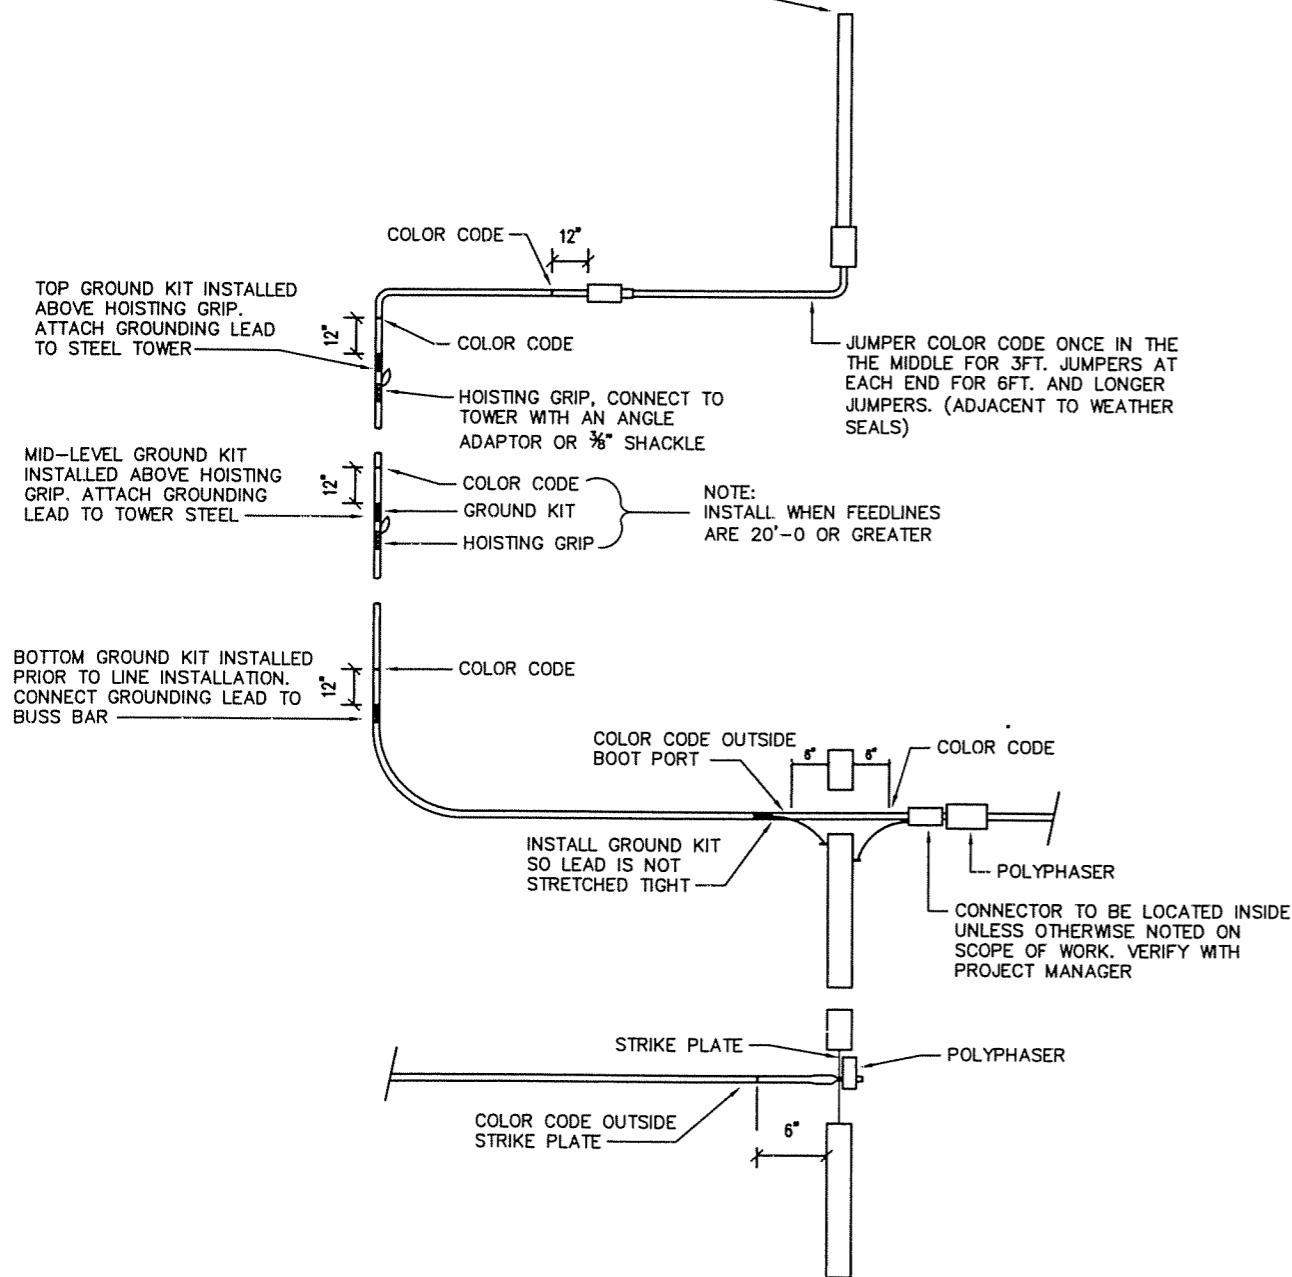 COLOR CODE
12"
TOP GROUND KIT INSTALLED
ABOVE HOISTING GRIP.
ATTACH GROUNDING LEAD
TO STEEL TOWER
12"
COLOR CODE
JUMPER COLOR CODE ONCE IN THE
THE MIDDLE FOR 3FT. JUMPERS AT
EACH END FOR 6FT. AND LONGER
JUMPERS. (ADJACENT TO WEATHER
SEALS)
HOISTING GRIP, CONNECT TO
TOWER WITH AN ANGLE
ADAPTOR OR ⅜" SHACKLE
MID-LEVEL GROUND KIT
INSTALLED ABOVE HOISTING
GRIP. ATTACH GROUNDING
LEAD TO TOWER STEEL
12"
COLOR CODE
GROUND KIT
HOISTING GRIP
NOTE:
INSTALL WHEN FEEDLINES
ARE 20'-0 OR GREATER
BOTTOM GROUND KIT INSTALLED
PRIOR TO LINE INSTALLATION.
CONNECT GROUNDING LEAD TO
BUSS BAR
12"
COLOR CODE
COLOR CODE OUTSIDE
BOOT PORT
6"
6"
COLOR CODE
INSTALL GROUND KIT
SO LEAD IS NOT
STRETCHED TIGHT
POLYPHASER
CONNECTOR TO BE LOCATED INSIDE
UNLESS OTHERWISE NOTED ON
SCOPE OF WORK. VERIFY WITH
PROJECT MANAGER
STRIKE PLATE
POLYPHASER
COLOR CODE OUTSIDE
STRIKE PLATE
6"